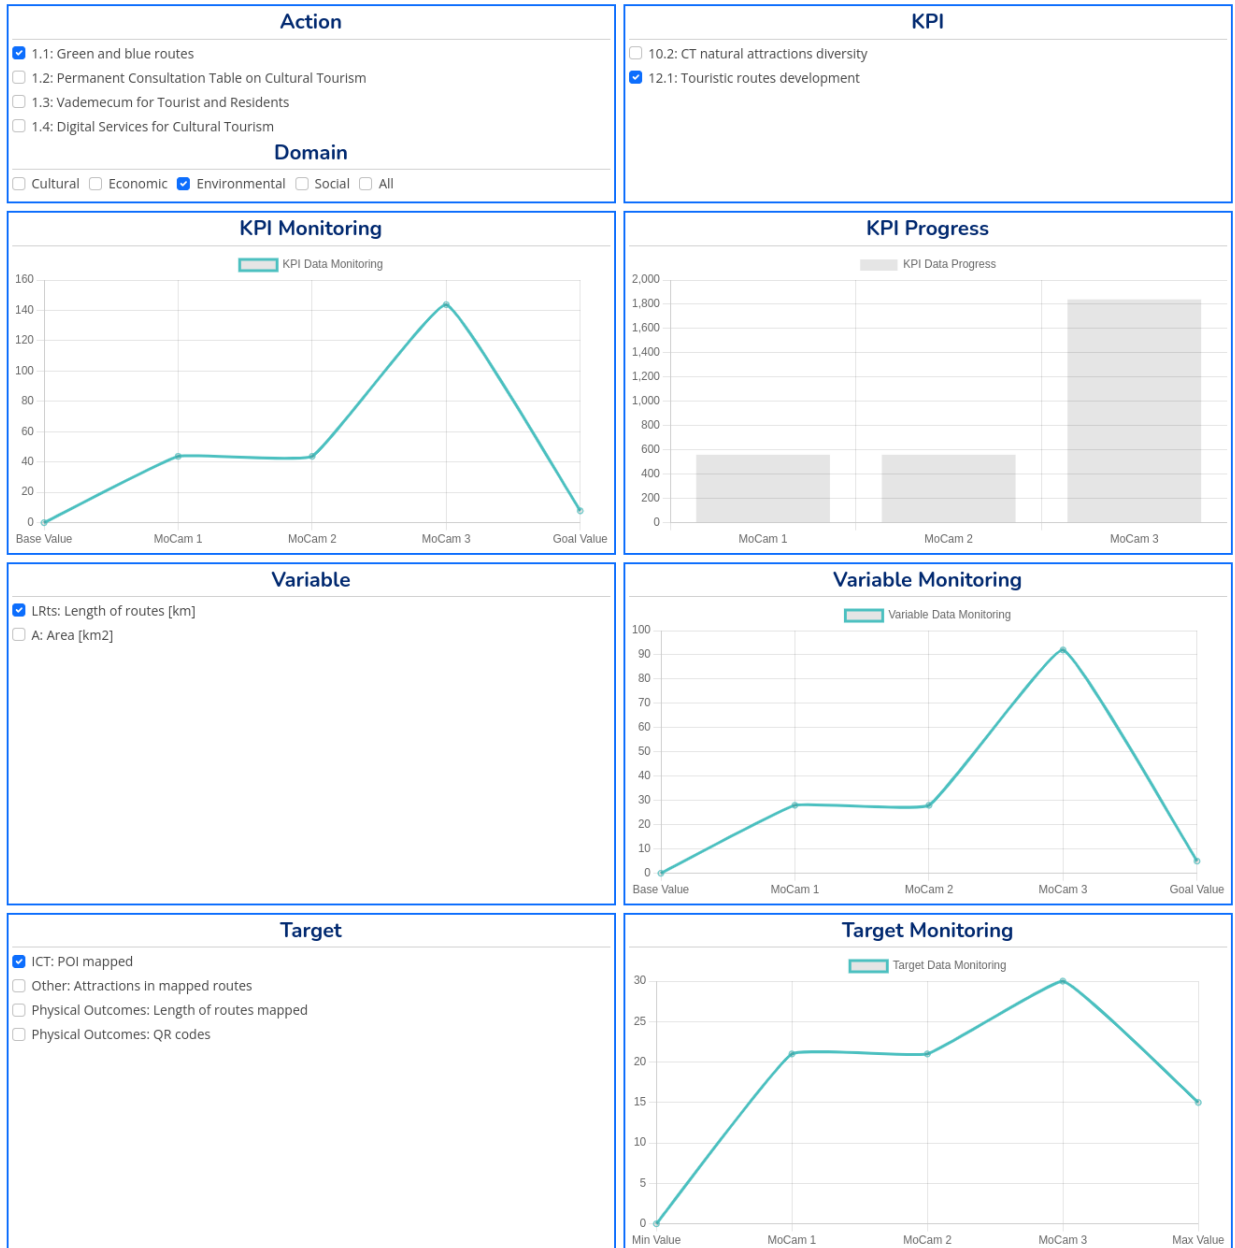 Action
1.1: Green and blue routes
1.2: Permanent Consultation Table on Cultural Tourism
1.3: Vademecum for Tourist and Residents
1.4: Digital Services for Cultural Tourism
Domain
Cultural Economic Environmental Social All
KPI
10.2: CT natural attractions diversity
12.1: Touristic routes development
KPI Monitoring
KPI Data Monitoring
160
140
120
100
80
60
40
20
0
Base Value MoCam 1 MoCam 2 MoCam 3 Goal Value
KPI Progress
KPI Data Progress
2,000
1,800
1,600
1,400
1,200
1,000
800
600
400
200
0
MoCam 1 MoCam 2 MoCam 3
Variable
LRts: Length of routes [km]
A: Area [km2]
Variable Monitoring
Variable Data Monitoring
100
90
80
70
60
50
40
30
20
10
0
Base Value MoCam 1 MoCam 2 MoCam 3 Goal Value
Target
ICT: POI mapped
Other: Attractions in mapped routes
Physical Outcomes: Length of routes mapped
Physical Outcomes: QR codes
Target Monitoring
Target Data Monitoring
30
25
20
15
10
5
0
Min Value MoCam 1 MoCam 2 MoCam 3 Max Value